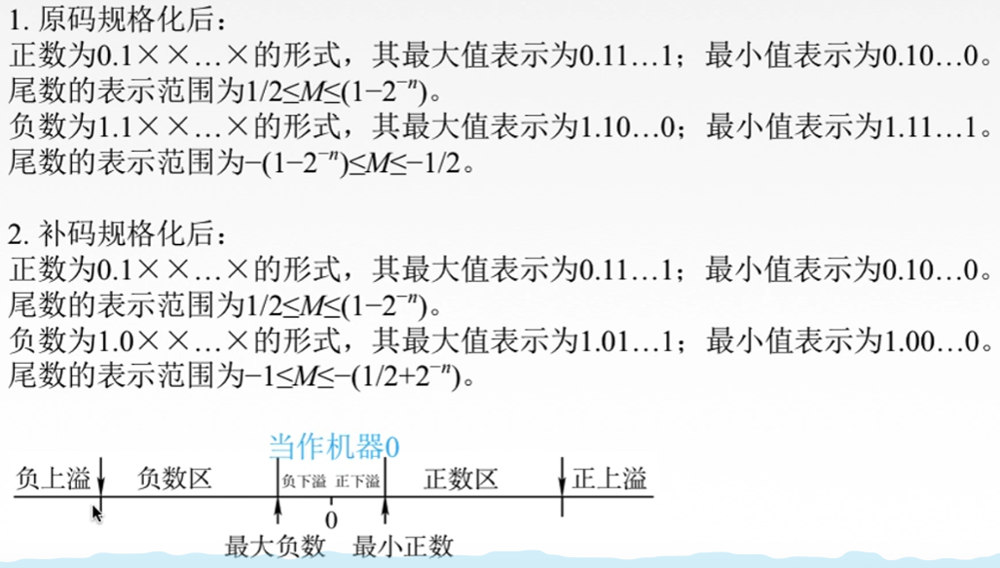 1. 原码规格化后：
正数为0.1××…×的形式，其最大值表示为0.11…1；最小值表示为0.10…0。
尾数的表示范围为1/2≤M≤(1−2⁻ⁿ)。
负数为1.1××…×的形式，其最大值表示为1.10…0；最小值表示为1.11…1。
尾数的表示范围为−(1−2⁻ⁿ)≤M≤−1/2。
2. 补码规格化后：
正数为0.1××…×的形式，其最大值表示为0.11…1；最小值表示为0.10…0。
尾数的表示范围为1/2≤M≤(1−2⁻ⁿ)。
负数为1.0××…×的形式，其最大值表示为1.01…1；最小值表示为1.00…0。
尾数的表示范围为−1≤M≤−(1/2+2⁻ⁿ)。
当作机器0
负上溢 负数区 负下溢 正下溢 正数区 正上溢
0
最大负数 最小正数